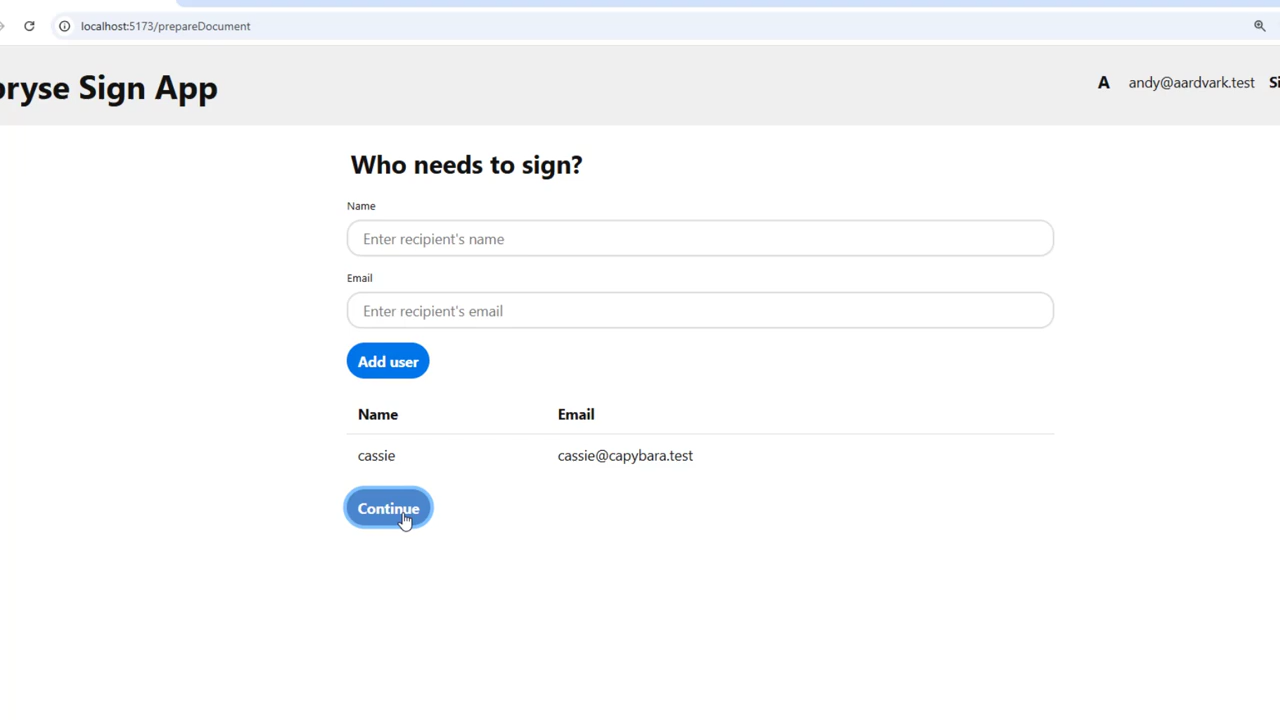 localhost:5173/prepareDocument
Sign App
A andy@aardvark.test
Who needs to sign?
Name
Enter recipient's name
Email
Enter recipient's email
Add user
Name Email
cassie cassie@capybara.test
Continue